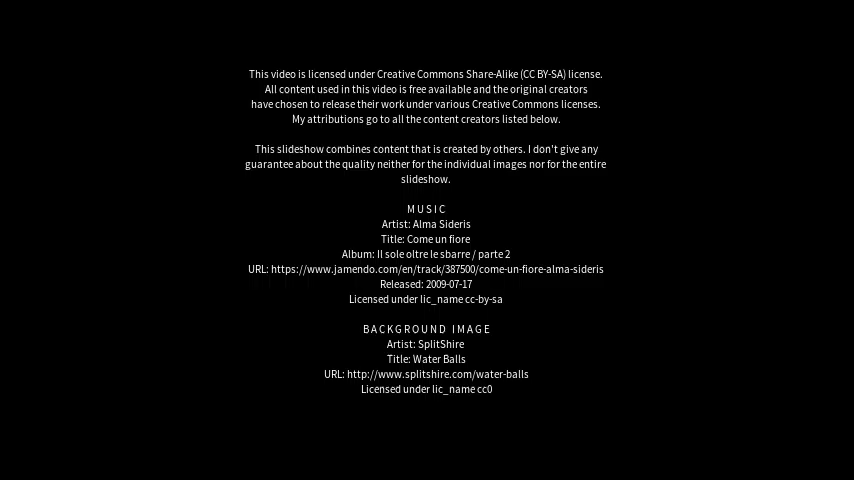 This video is licensed under Creative Commons Share-Alike (CC BY-SA) license.
All content used in this video is free available and the original creators
have chosen to release their work under various Creative Commons licenses.
My attributions go to all the content creators listed below.
This slideshow combines content that is created by others. I don't give any
guarantee about the quality neither for the individual images nor for the entire
slideshow.
MUSIC
Artist: Alma Sideris
Title: Come un fiore
Album: Il sole oltre le sbarre / parte 2
URL: https://www.jamendo.com/en/track/387500/come-un-fiore-alma-sideris
Released: 2009-07-17
Licensed under lic_name cc-by-sa
BACKGROUND IMAGE
Artist: SplitShire
Title: Water Balls
URL: http://www.splitshire.com/water-balls
Licensed under lic_name cc0